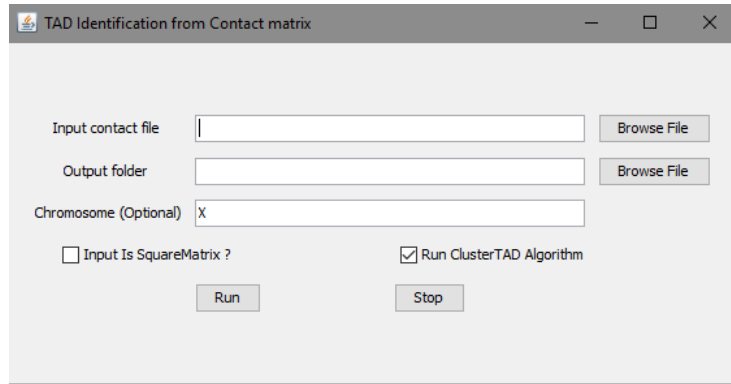 TAD Identification from Contact matrix
Input contact file Browse File
Output folder Browse File
Chromosome (Optional) X
Input Is SquareMatrix ? Run ClusterTAD Algorithm
Run Stop